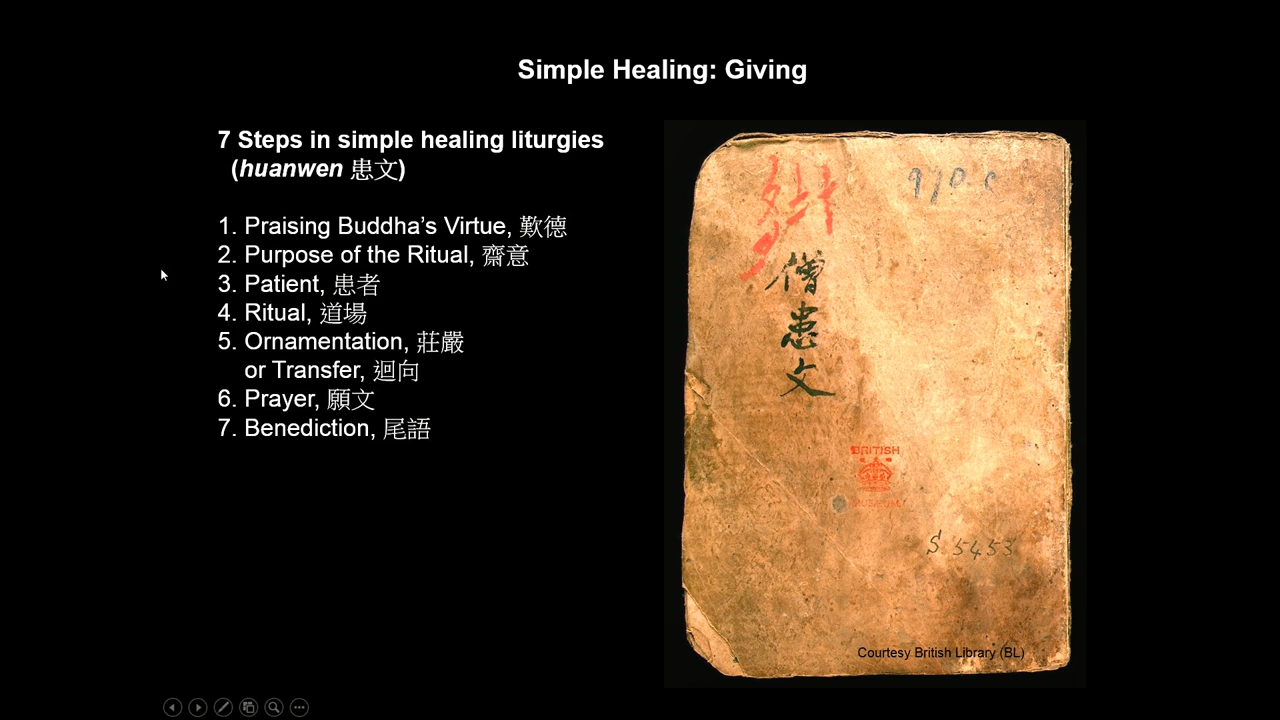 Simple Healing: Giving
7 Steps in simple healing liturgies
(huanwen 患文)
1. Praising Buddha’s Virtue, 歎德
2. Purpose of the Ritual, 齋意
3. Patient, 患者
4. Ritual, 道場
5. Ornamentation, 莊嚴
or Transfer, 迴向
6. Prayer, 願文
7. Benediction, 尾語
僧患文
BRITISH
MUSEUM
S 5453
Courtesy British Library (BL)